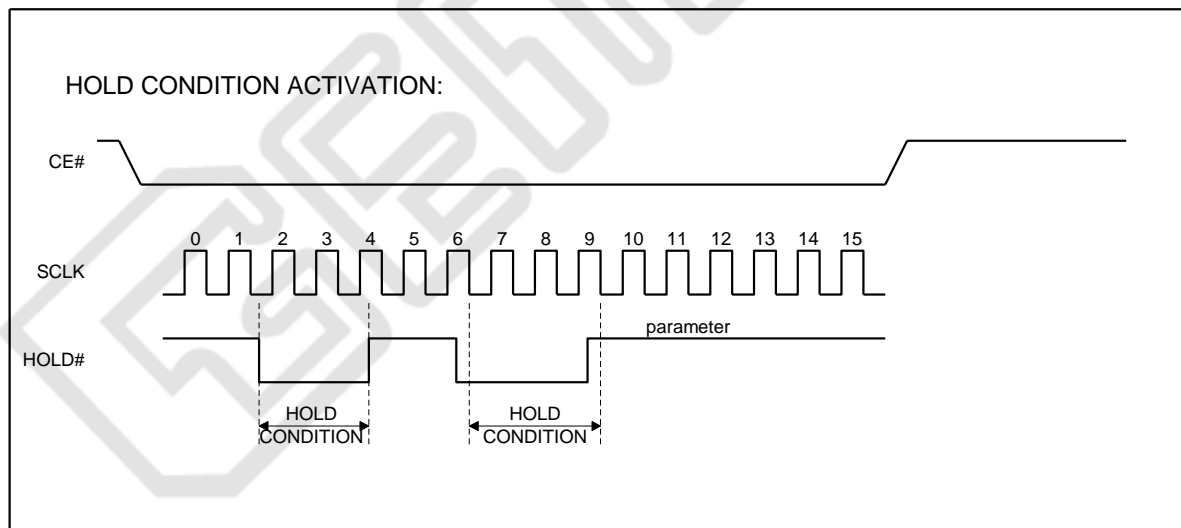 HOLD CONDITION ACTIVATION:
CE#
0 1 2 3 4 5 6 7 8 9 10 11 12 13 14 15
SCLK
parameter
HOLD#
HOLD CONDITION
HOLD CONDITION